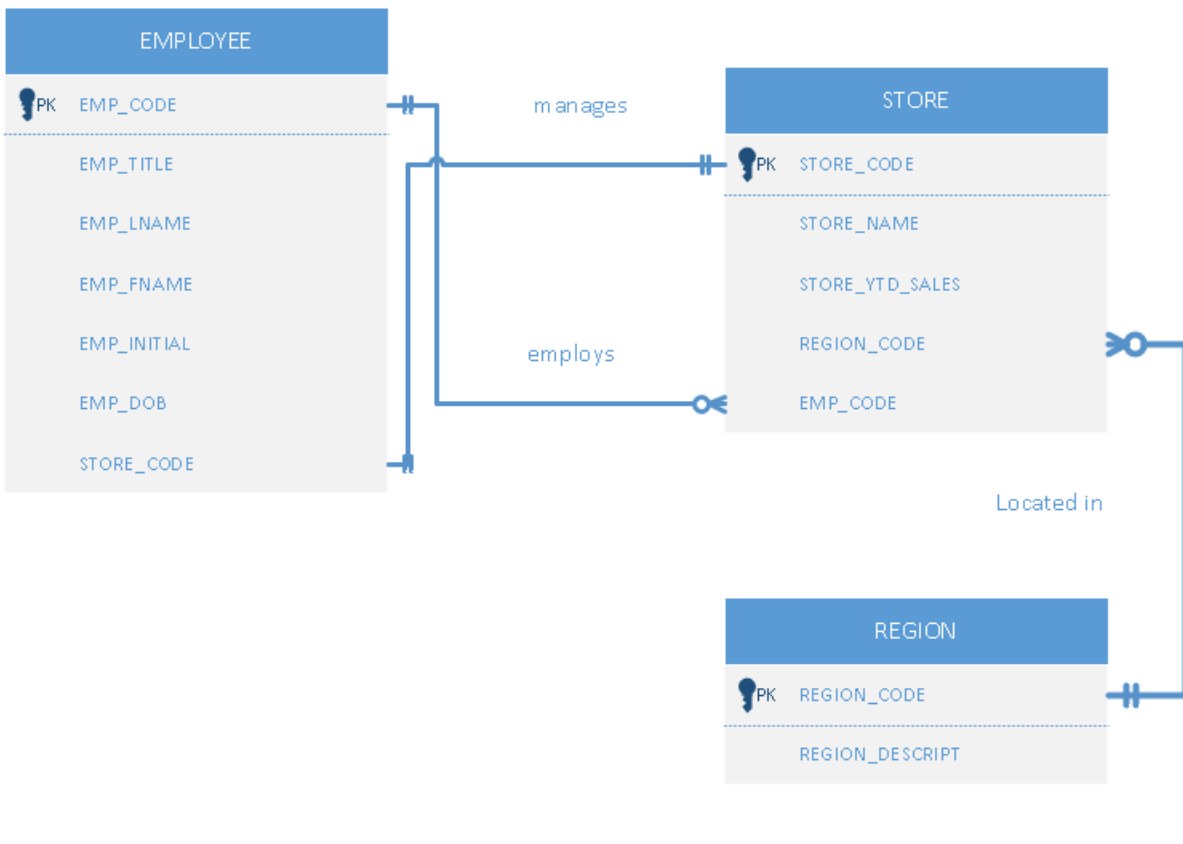 EMPLOYEE
PK EMP_CODE
EMP_TITLE
EMP_LNAME
EMP_FNAME
EMP_INITIAL
EMP_DOB
STORE_CODE
manages
employs
STORE
PK STORE_CODE
STORE_NAME
STORE_YTD_SALES
REGION_CODE
EMP_CODE
Located in
REGION
PK REGION_CODE
REGION_DESCRIPT